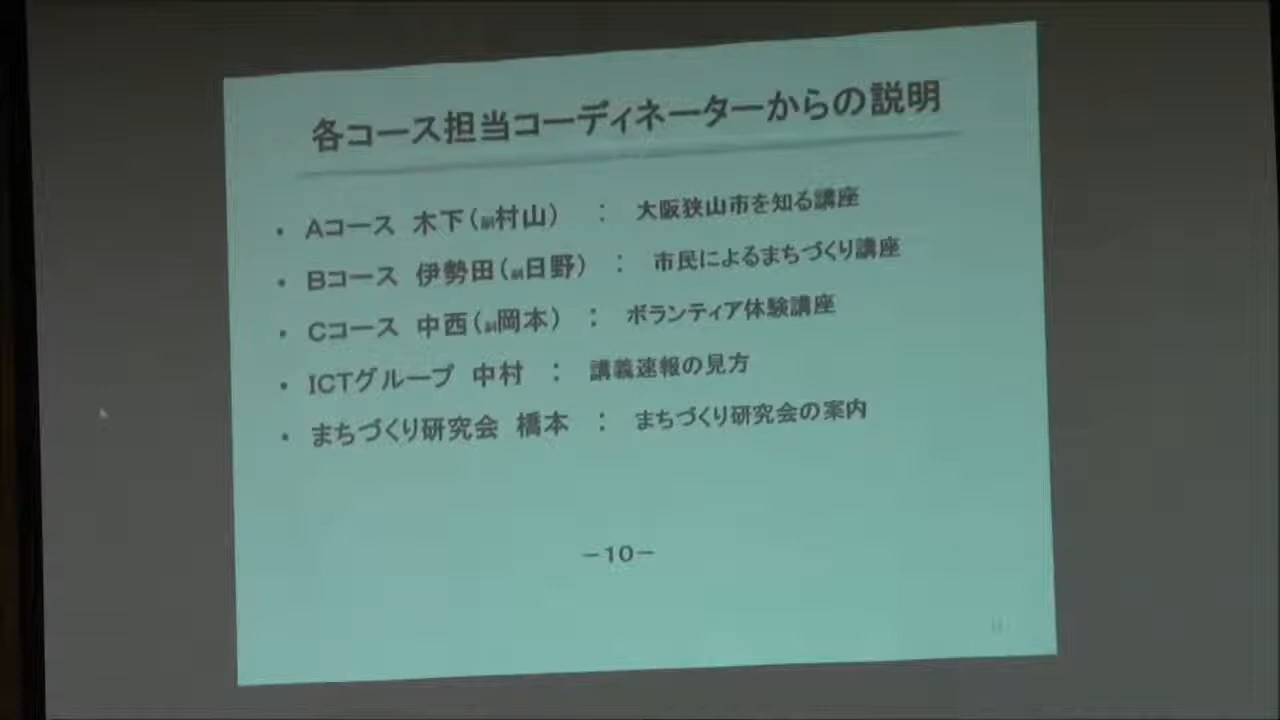 各コース担当コーディネーターからの説明
・ Aコース 木下(副村山) : 大阪狭山市を知る講座
・ Bコース 伊勢田(副日野) : 市民によるまちづくり講座
・ Cコース 中西(副岡本) : ボランティア体験講座
・ ICTグループ 中村 : 講義速報の見方
・ まちづくり研究会 橋本 : まちづくり研究会の案内
−10−